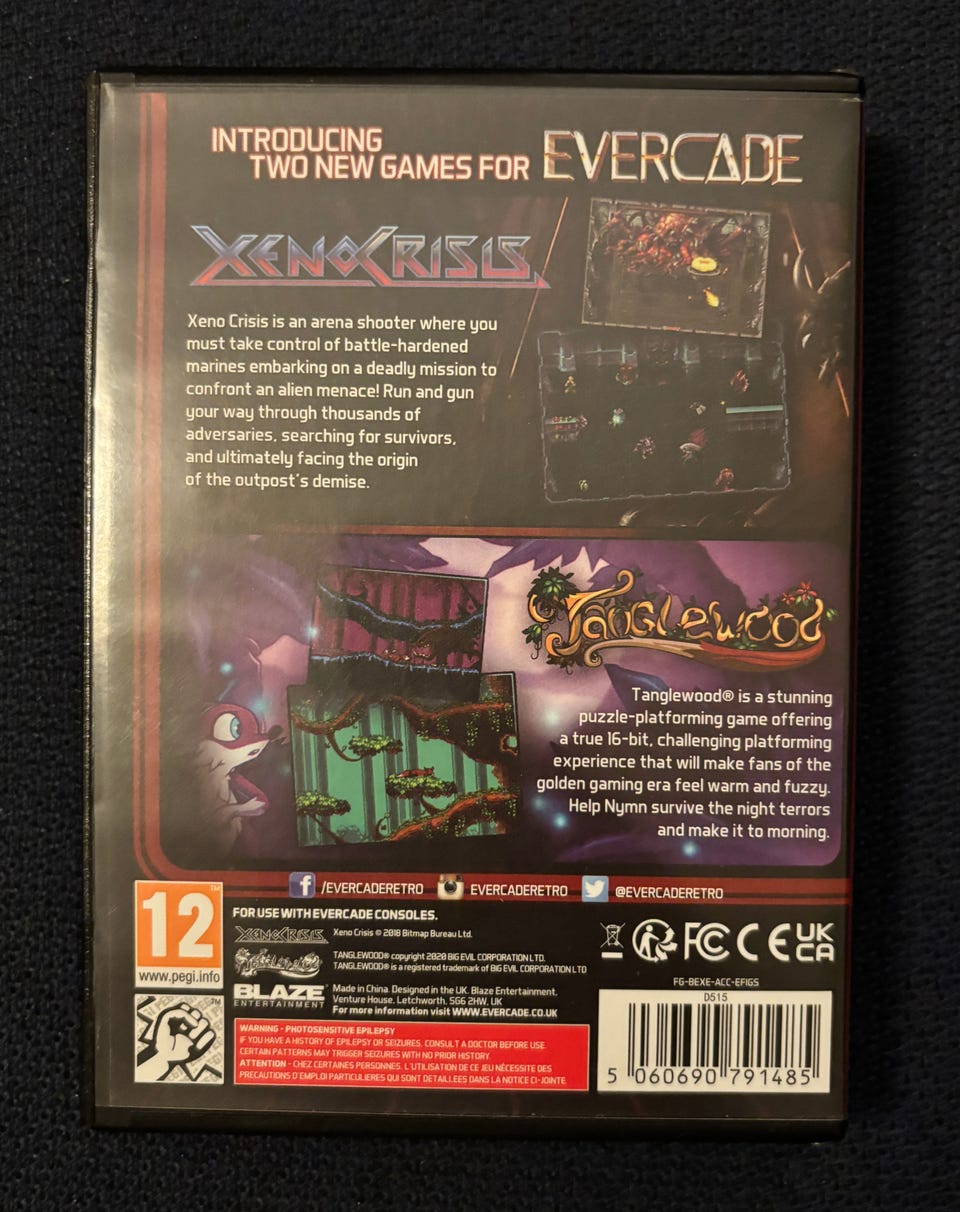 INTRODUCING
TWO NEW GAMES FOR EVERCADE
XENOCRISIS
Xeno Crisis is an arena shooter where you
must take control of battle-hardened
marines embarking on a deadly mission to
confront an alien menace! Run and gun
your way through thousands of
adversaries, searching for survivors,
and ultimately facing the origin
of the outpost's demise.
Tanglewood
Tanglewood® is a stunning
puzzle-platforming game offering
a true 16-bit, challenging platforming
experience that will make fans of the
golden gaming era feel warm and fuzzy.
Help Nymn survive the night terrors
and make it to morning.
f /EVERCADERETRO EVERCADERETRO @EVERCADERETRO
12™
www.pegi.info
FOR USE WITH EVERCADE CONSOLES.
XENOCRISIS Xeno Crisis © 2018 Bitmap Bureau Ltd.
Tanglewood TANGLEWOOD® copyright 2020 BIG EVIL CORPORATION LTD.
TANGLEWOOD® is a registered trademark of BIG EVIL CORPORATION LTD
BLAZE ENTERTAINMENT
Made in China. Designed in the UK. Blaze Entertainment,
Venture House, Letchworth, SG6 2HW, UK
For more information visit WWW.EVERCADE.CO.UK
WARNING - PHOTOSENSITIVE EPILEPSY
IF YOU HAVE A HISTORY OF EPILEPSY OR SEIZURES, CONSULT A DOCTOR BEFORE USE
CERTAIN PATTERNS MAY TRIGGER SEIZURES WITH NO PRIOR HISTORY.
ATTENTION - CHEZ CERTAINES PERSONNES, L'UTILISATION DE CE JEU NÉCESSITE DES
PRECAUTIONS D'EMPLOI PARTICULIERES QUI SONT DETAILLEES DANS LA NOTICE CI-JOINTE
FC CE UK
CA
FG-BEXE-ACC-EFIGS
D515
5 060690 791485